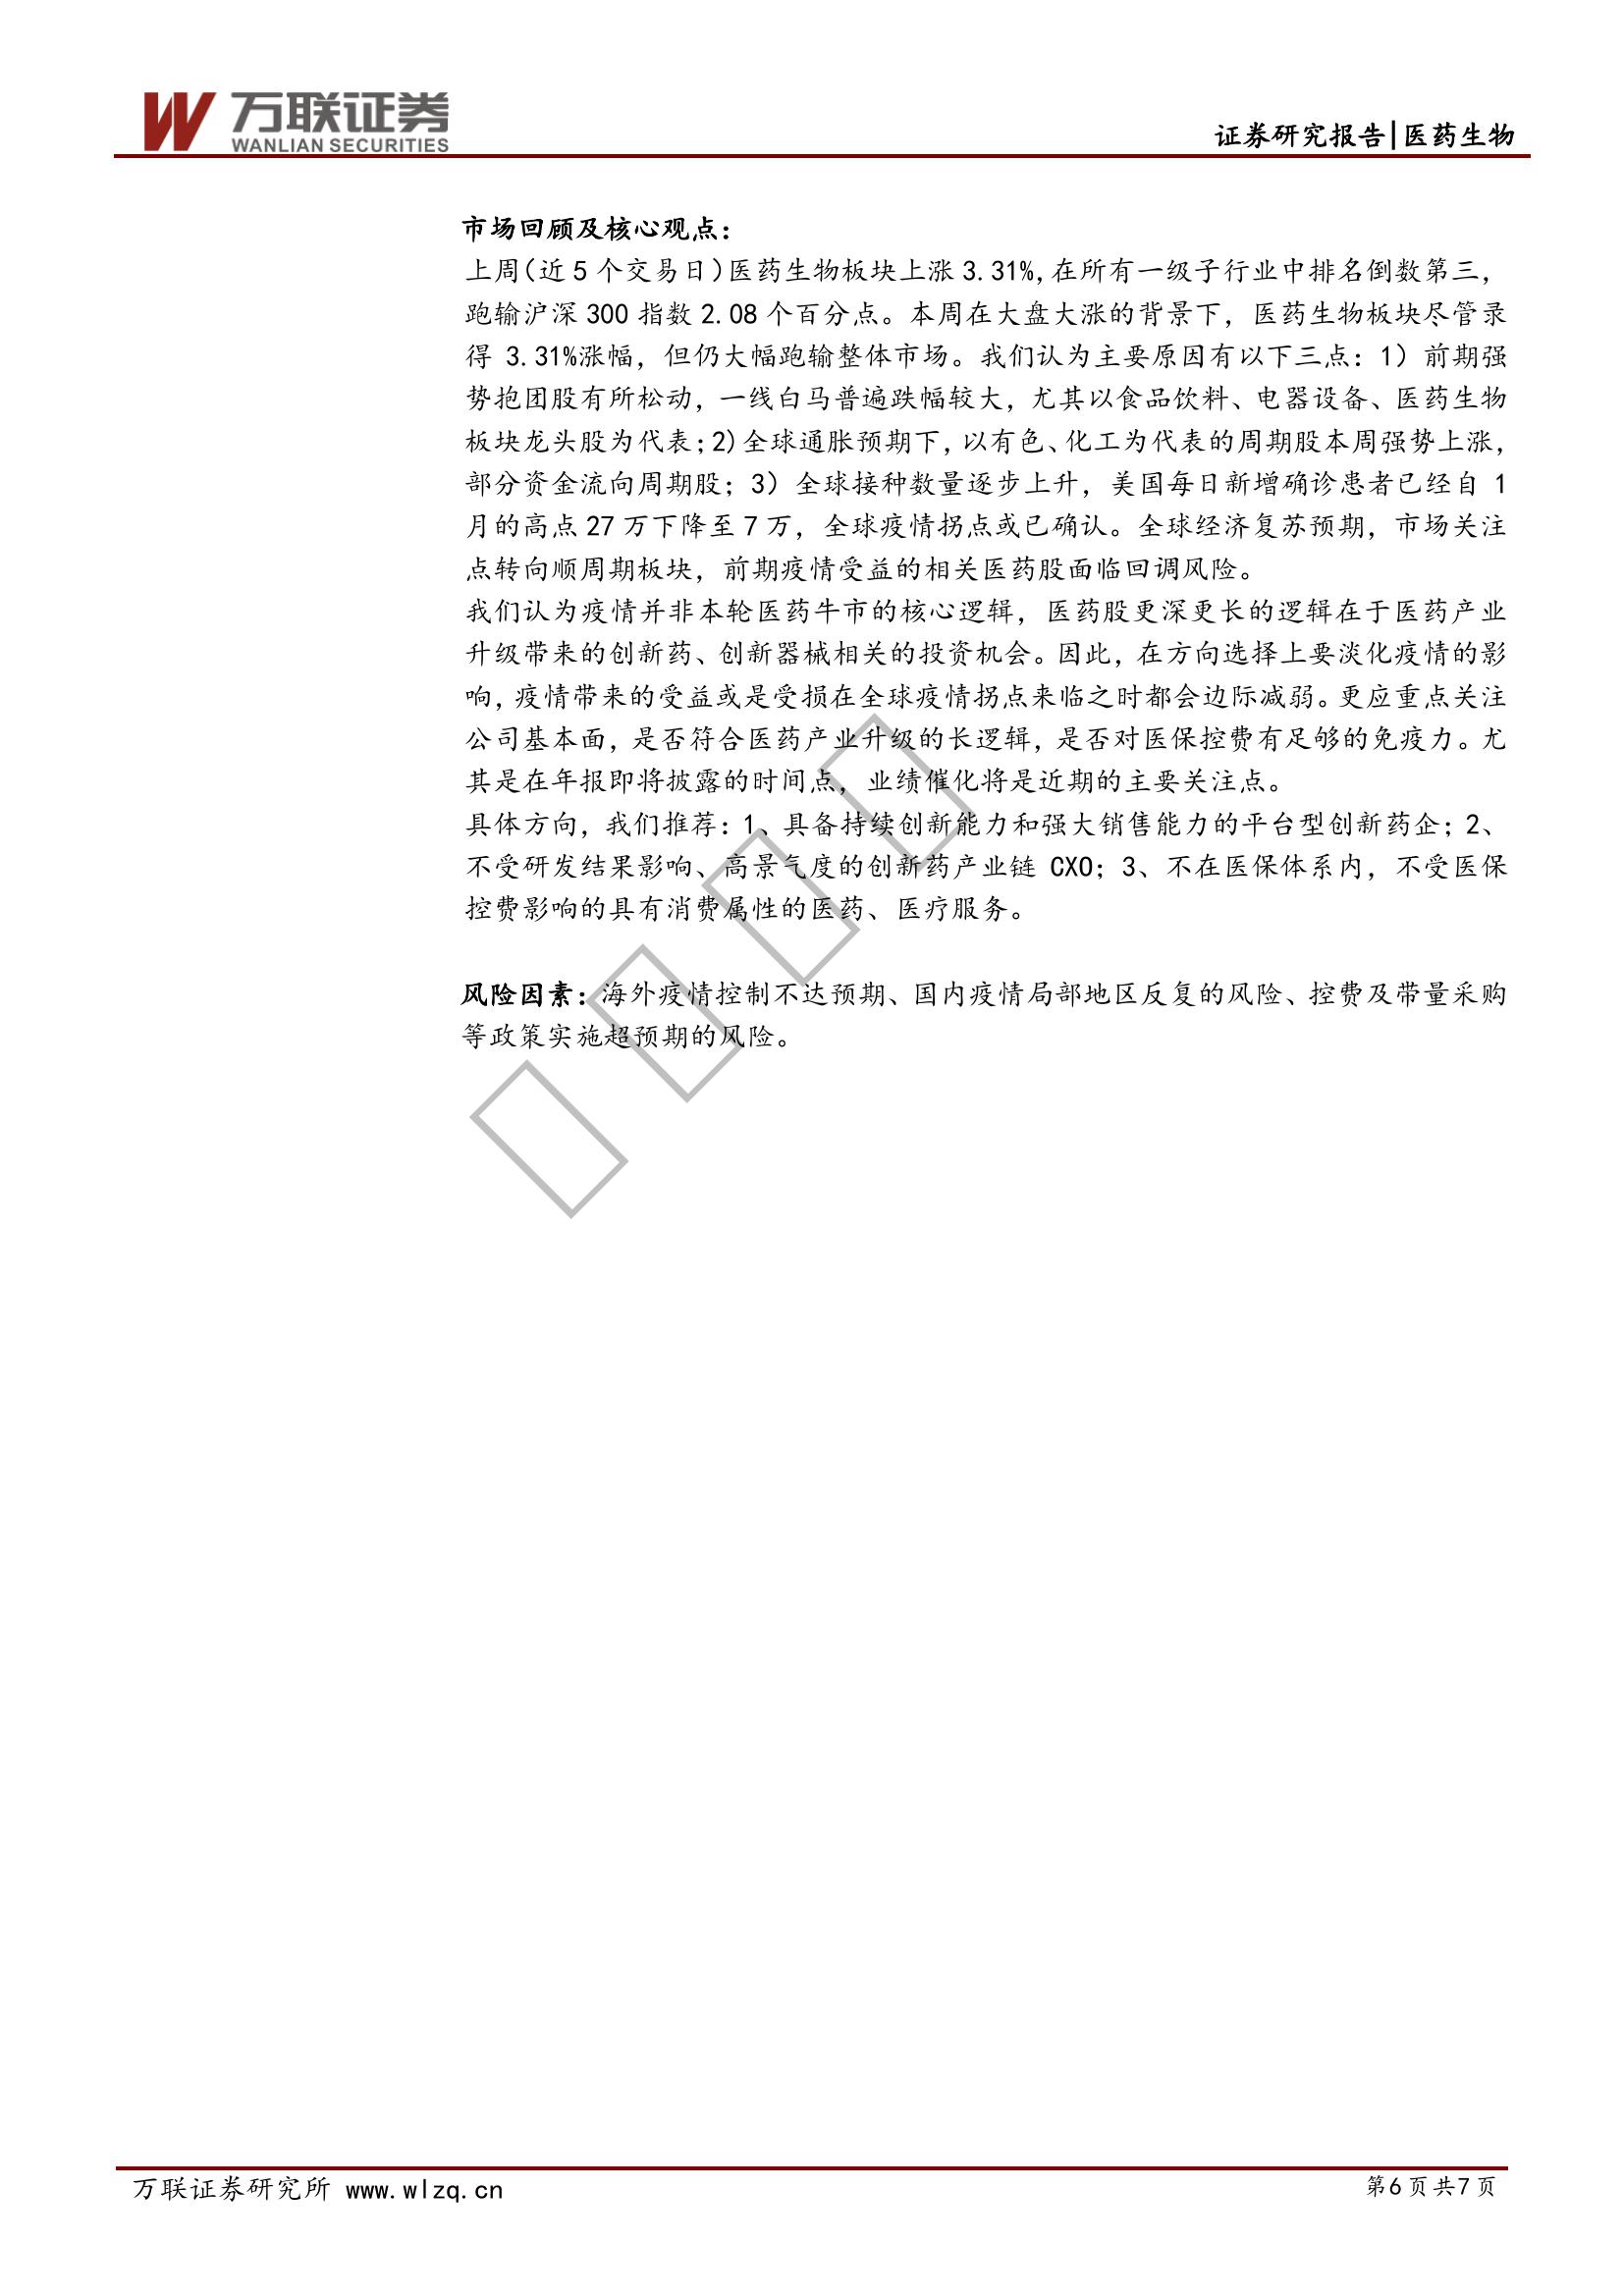 万联证券
WANLIAN SECURITIES
证券研究报告|医药生物
市场回顾及核心观点：
上周（近 5 个交易日）医药生物板块上涨 3.31%,在所有一级子行业中排名倒数第三，
跑输沪深 300 指数 2.08 个百分点。本周在大盘大涨的背景下，医药生物板块尽管录
得 3.31%涨幅，但仍大幅跑输整体市场。我们认为主要原因有以下三点：1）前期强
势抱团股有所松动，一线白马普遍跌幅较大，尤其以食品饮料、电器设备、医药生物
板块龙头股为代表；2)全球通胀预期下，以有色、化工为代表的周期股本周强势上涨，
部分资金流向周期股；3）全球接种数量逐步上升，美国每日新增确诊患者已经自 1
月的高点 27 万下降至 7 万，全球疫情拐点或已确认。全球经济复苏预期，市场关注
点转向顺周期板块，前期疫情受益的相关医药股面临回调风险。
我们认为疫情并非本轮医药牛市的核心逻辑，医药股更深更长的逻辑在于医药产业
升级带来的创新药、创新器械相关的投资机会。因此，在方向选择上要淡化疫情的影
响，疫情带来的受益或是受损在全球疫情拐点来临之时都会边际减弱。更应重点关注
公司基本面，是否符合医药产业升级的长逻辑，是否对医保控费有足够的免疫力。尤
其是在年报即将披露的时间点，业绩催化将是近期的主要关注点。
具体方向，我们推荐：1、具备持续创新能力和强大销售能力的平台型创新药企；2、
不受研发结果影响、高景气度的创新药产业链 CXO；3、不在医保体系内，不受医保
控费影响的具有消费属性的医药、医疗服务。
风险因素：海外疫情控制不达预期、国内疫情局部地区反复的风险、控费及带量采购
等政策实施超预期的风险。
万联证券研究所 www.wlzq.cn
第6页共7页